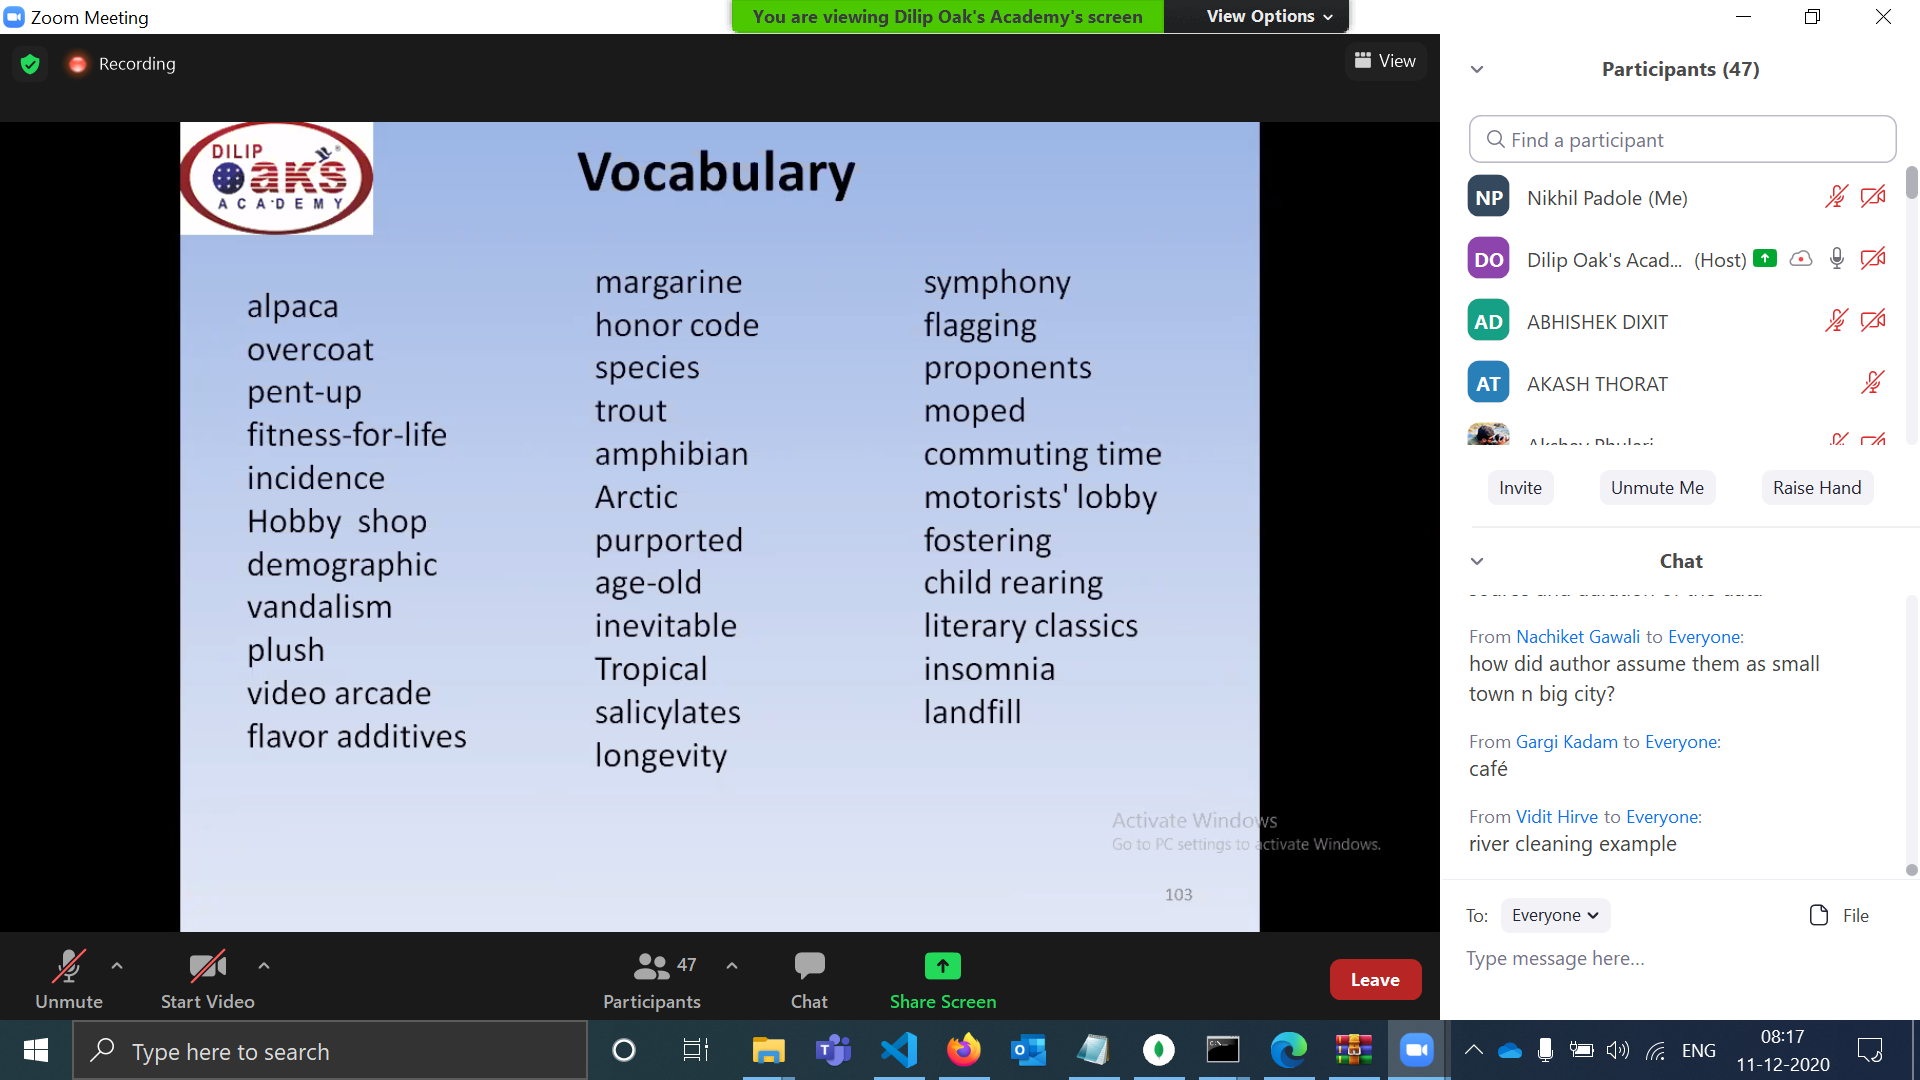 Zoom Meeting
You are viewing Dilip Oak's Academy's screen
View Options
Recording
View
DILIP
oaks
ACADEMY
Vocabulary
alpaca
overcoat
pent-up
fitness-for-life
incidence
Hobby shop
demographic
vandalism
plush
video arcade
flavor additives
margarine
honor code
species
trout
amphibian
Arctic
purported
age-old
inevitable
Tropical
salicylates
longevity
symphony
flagging
proponents
moped
commuting time
motorists' lobby
fostering
child rearing
literary classics
insomnia
landfill
Activate Windows
Go to PC settings to activate Windows.
103
Participants (47)
Find a participant
NP Nikhil Padole (Me)
DO Dilip Oak's Acad... (Host)
AD ABHISHEK DIXIT
AT AKASH THORAT
Invite Unmute Me Raise Hand
Chat
From Nachiket Gawali to Everyone:
how did author assume them as small
town n big city?
From Gargi Kadam to Everyone:
café
From Vidit Hirve to Everyone:
river cleaning example
To: Everyone File
Type message here...
Unmute
Start Video
47
Participants
Chat
Share Screen
Leave
Type here to search
ENG
08:17
11-12-2020